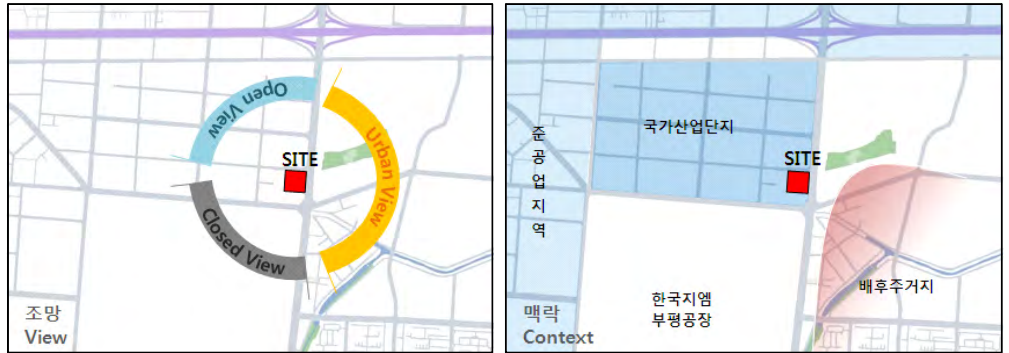 Open View
Urban View
SITE
Closed View
조망
View
국가산업단지
SITE
준
공
업
지
역
배후주거지
한국지엠
부평공장
맥락
Context